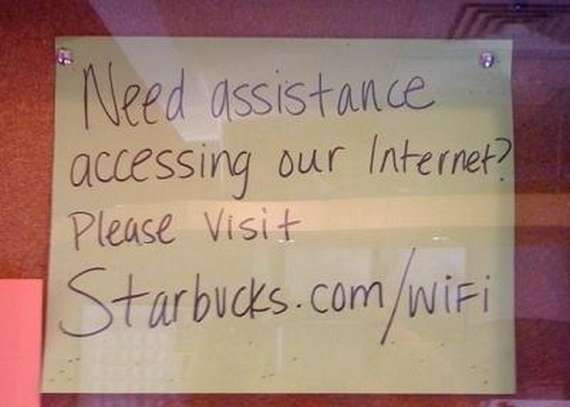 Need assistance
accessing our Internet?
Please Visit
Starbucks.com/WiFi